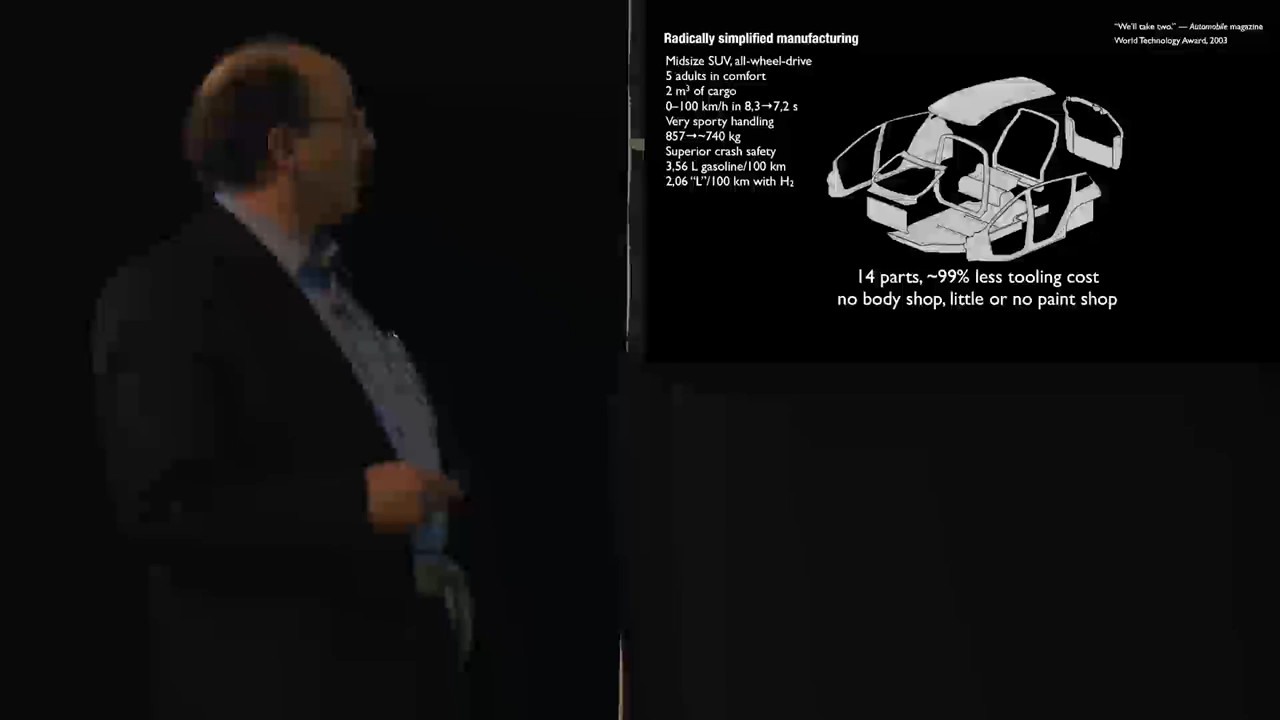 Radically simplified manufacturing
"We'll take two." — Automobile magazine
World Technology Award, 2003
Midsize SUV, all-wheel-drive
5 adults in comfort
2 m³ of cargo
0–100 km/h in 8,3→7,2 s
Very sporty handling
857→~740 kg
Superior crash safety
3,56 L gasoline/100 km
2,06 "L"/100 km with H₂
14 parts, ~99% less tooling cost
no body shop, little or no paint shop